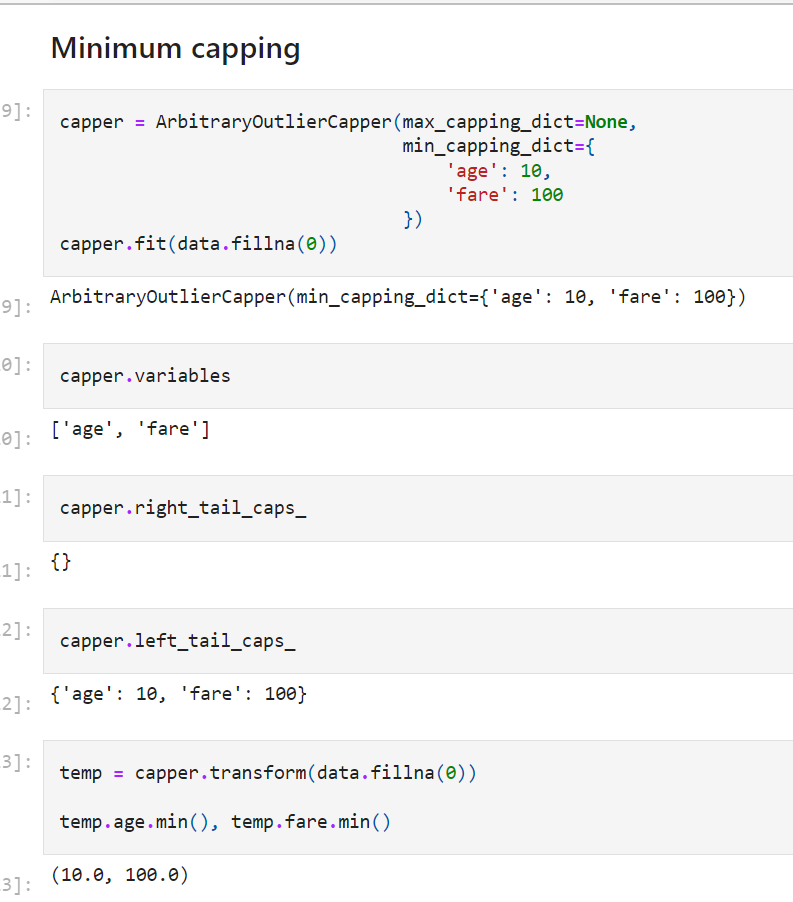 Minimum capping
9]:
capper = ArbitraryOutlierCapper(max_capping_dict=None,
min_capping_dict={
'age': 10,
'fare': 100
})
capper.fit(data.fillna(0))
9]:
ArbitraryOutlierCapper(min_capping_dict={'age': 10, 'fare': 100})
0]:
capper.variables
0]:
['age', 'fare']
1]:
capper.right_tail_caps_
1]:
{}
2]:
capper.left_tail_caps_
2]:
{'age': 10, 'fare': 100}
3]:
temp = capper.transform(data.fillna(0))
temp.age.min(), temp.fare.min()
3]:
(10.0, 100.0)